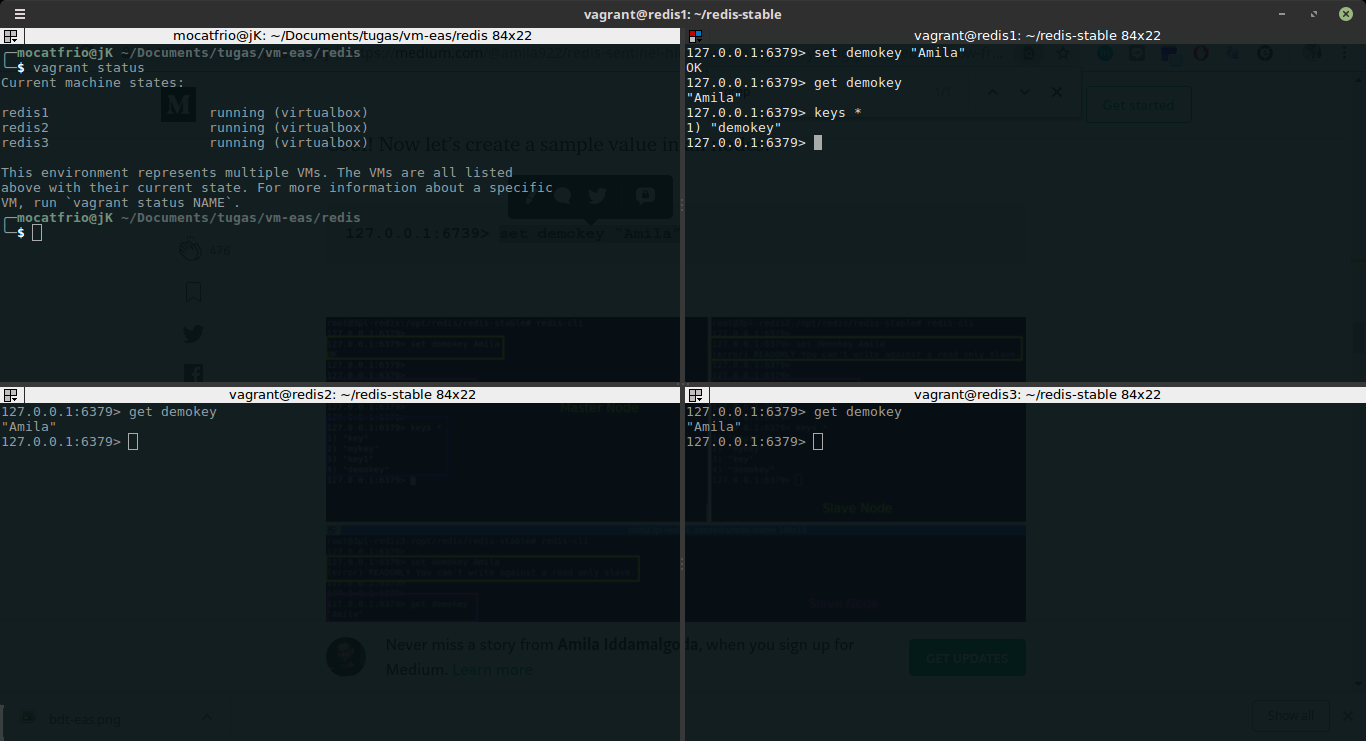 vagrant@redis1: ~/redis-stable
mocatfrio@jK: ~/Documents/tugas/vm-eas/redis 84x22
mocatfrio@jK ~/Documents/tugas/vm-eas/redis
$ vagrant status
Current machine states:
redis1 running (virtualbox)
redis2 running (virtualbox)
redis3 running (virtualbox)
This environment represents multiple VMs. The VMs are all listed
above with their current state. For more information about a specific
VM, run `vagrant status NAME`.
mocatfrio@jK ~/Documents/tugas/vm-eas/redis
$
vagrant@redis1: ~/redis-stable 84x22
127.0.0.1:6379> set demokey "Amila"
OK
127.0.0.1:6379> get demokey
"Amila"
127.0.0.1:6379> keys *
1) "demokey"
127.0.0.1:6379>
Get started
Now let's create a sample value in
127.0.0.1:6739> set demokey "Amila"
476
vagrant@redis2: ~/redis-stable 84x22
127.0.0.1:6379> get demokey
"Amila"
127.0.0.1:6379>
vagrant@redis3: ~/redis-stable 84x22
127.0.0.1:6379> get demokey
"Amila"
127.0.0.1:6379>
Master Node
Slave Node
Slave Node
Never miss a story from Amila Iddamalgoda, when you sign up for
Medium. Learn more
GET UPDATES
bdt-eas.png
Show all